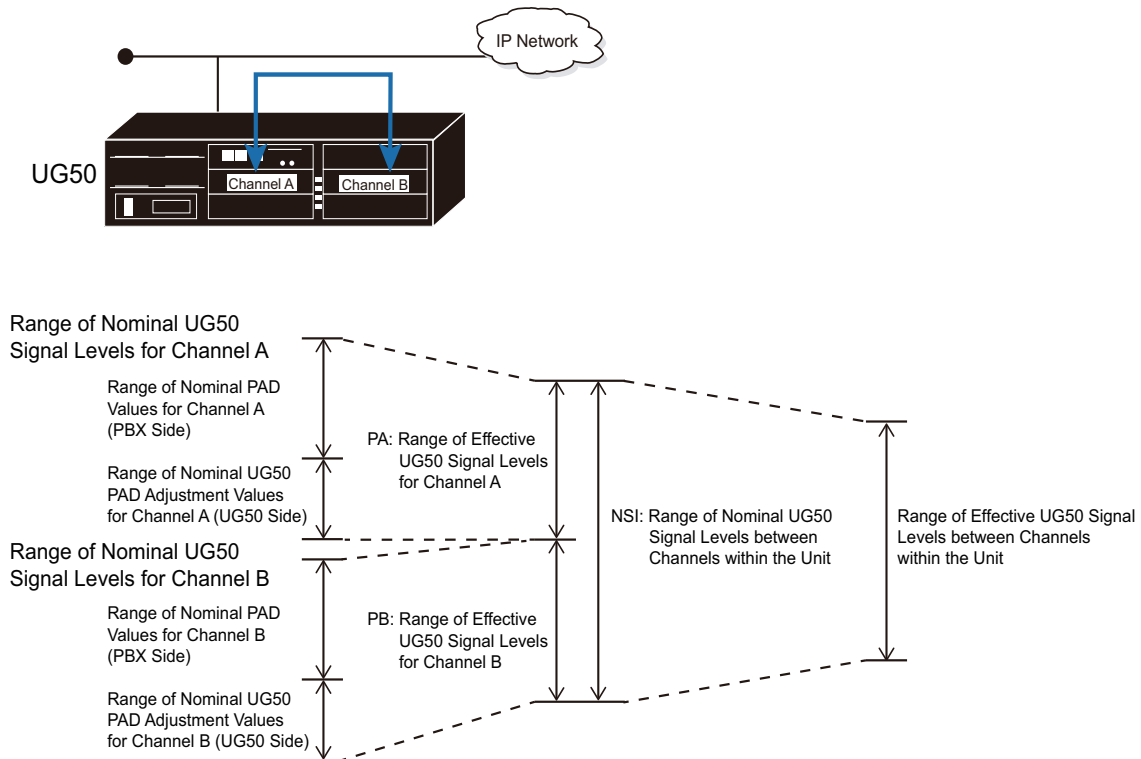 IP Network
UG50
Channel A
Channel B
Range of Nominal UG50
Signal Levels for Channel A
Range of Nominal PAD
Values for Channel A
(PBX Side)
Range of Nominal UG50
PAD Adjustment Values
for Channel A (UG50 Side)
PA: Range of Effective
UG50 Signal Levels
for Channel A
NSI: Range of Nominal UG50
Signal Levels between
Channels within the Unit
Range of Effective UG50 Signal
Levels between Channels
within the Unit
Range of Nominal UG50
Signal Levels for Channel B
Range of Nominal PAD
Values for Channel B
(PBX Side)
PB: Range of Effective
UG50 Signal Levels
for Channel B
Range of Nominal UG50
PAD Adjustment Values
for Channel B (UG50 Side)